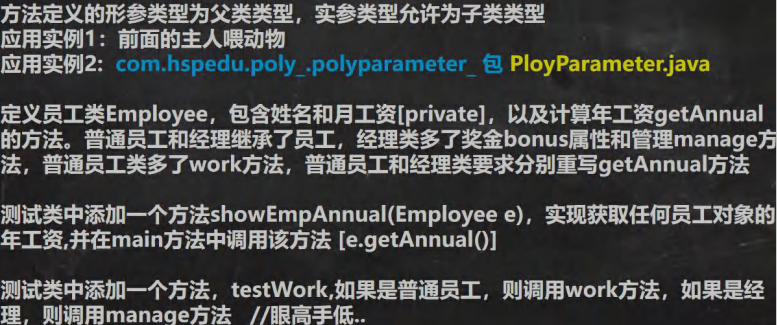 方法定义的形参类型为父类类型，实参类型允许为子类类型
应用实例1：前面的主人喂动物
应用实例2：com.hspedu.poly_.polyparameter_ 包 PloyParameter.java
定义员工类Employee，包含姓名和月工资[private]，以及计算年工资getAnnual
的方法。普通员工和经理继承了员工，经理类多了奖金bonus属性和管理manage方
法，普通员工类多了work方法，普通员工和经理类要求分别重写getAnnual方法
测试类中添加一个方法showEmpAnnual(Employee e)，实现获取任何员工对象的
年工资,并在main方法中调用该方法 [e.getAnnual()]
测试类中添加一个方法，testWork,如果是普通员工，则调用work方法，如果是经
理，则调用manage方法 //眼高手低..